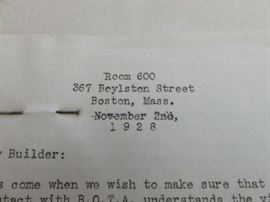 Room 600
367 Boylston Street
Boston, Mass.
November 2nd,
1928
Builder:
s come when we wish to make sure that
tact with B.O.T.A. understands the